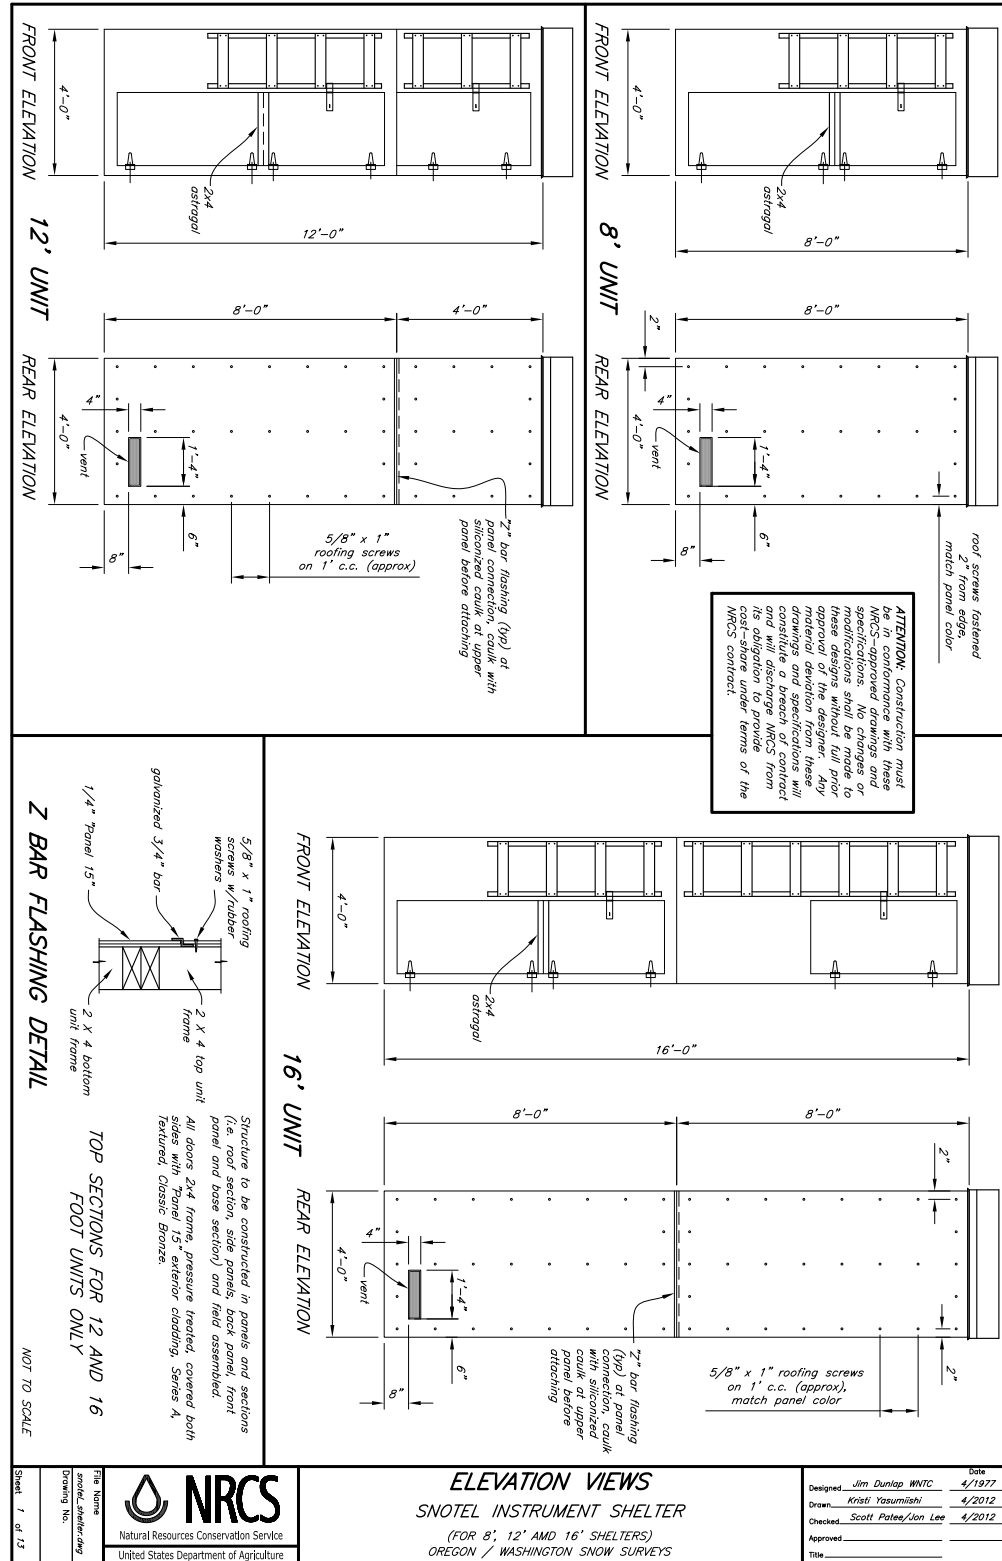 FRONT ELEVATION
4'-0"
2x4
astragal
12'-0"
12' UNIT
8'-0"
4'-0"
REAR ELEVATION
4'-0"
4"
1'-4"
vent
6"
8"
5/8" x 1"
roofing screws
on 1' c.c. (approx)
"Z" bar flashing (typ) at
panel connection, caulk with
siliconized caulk at upper
panel before attaching
FRONT ELEVATION
4'-0"
2x4
astragal
8'-0"
8' UNIT
8'-0"
2"
REAR ELEVATION
4'-0"
4"
1'-4"
vent
6"
8"
roof screws fastened
2" from edge,
match panel color
ATTENTION: Construction must
be in conformance with these
NRCS-approved drawings and
specifications. No changes or
modifications shall be made to
these designs without full prior
approval of the designer. Any
material deviation from these
drawings and specifications will
constitute a breach of contract
and will discharge NRCS from
its obligation to provide
cost-share under terms of the
NRCS contract.
FRONT ELEVATION
4'-0"
2x4
astragal
16'-0"
16' UNIT
8'-0"
8'-0"
2"
REAR ELEVATION
4'-0"
4"
1'-4"
vent
6"
8"
2"
"Z" bar flashing
(typ) at panel
connection, caulk
with siliconized
caulk at upper
panel before
attaching
5/8" x 1" roofing screws
on 1' c.c. (approx),
match panel color
5/8" x 1" roofing
screws w/rubber
washers
galvanized 3/4" bar
1/4" "Panel 15"
2 X 4 top unit
frame
2 X 4 bottom
unit frame
Z BAR FLASHING DETAIL
Structure to be constructed in panels and sections
(i.e. roof section, side panels, back panel, front
panel and base section) and field assembled.
All doors 2x4 frame, pressure treated, covered both
sides with "Panel 15" exterior cladding, Series A,
Textured, Classic Bronze.
TOP SECTIONS FOR 12 AND 16
FOOT UNITS ONLY
NOT TO SCALE
File Name
snotel_shelter.dwg
Drawing No.
Sheet 1 of 13
NRCS
Natural Resources Conservation Service
United States Department of Agriculture
ELEVATION VIEWS
SNOTEL INSTRUMENT SHELTER
(FOR 8', 12' AMD 16' SHELTERS)
OREGON / WASHINGTON SNOW SURVEYS
Date
Designed Jim Dunlap WNTC 4/1977
Drawn Kristi Yasumiishi 4/2012
Checked Scott Patee/Jon Lee 4/2012
Approved
Title